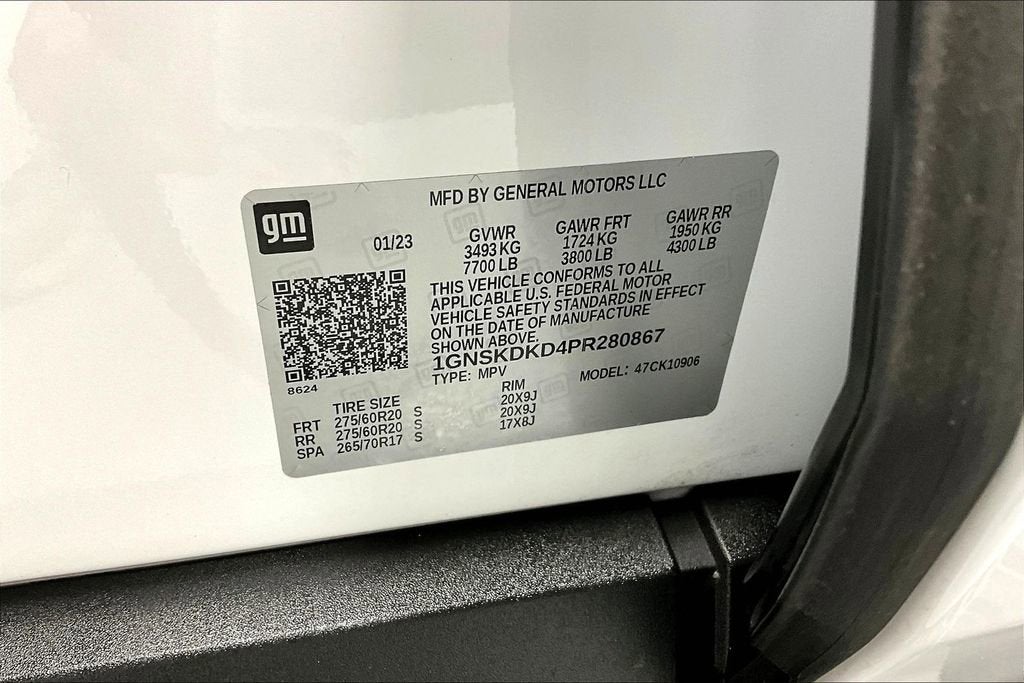 gm
MFD BY GENERAL MOTORS LLC
01/23
GVWR GAWR FRT GAWR RR
3493 KG 1724 KG 1950 KG
7700 LB 3800 LB 4300 LB
THIS VEHICLE CONFORMS TO ALL
APPLICABLE U.S. FEDERAL MOTOR
VEHICLE SAFETY STANDARDS IN EFFECT
ON THE DATE OF MANUFACTURE
SHOWN ABOVE.
1GNSKDKD4PR280867
TYPE: MPV MODEL: 47CK10906
8624
TIRE SIZE RIM
FRT 275/60R20 S 20X9J
RR 275/60R20 S 20X9J
SPA 265/70R17 S 17X8J